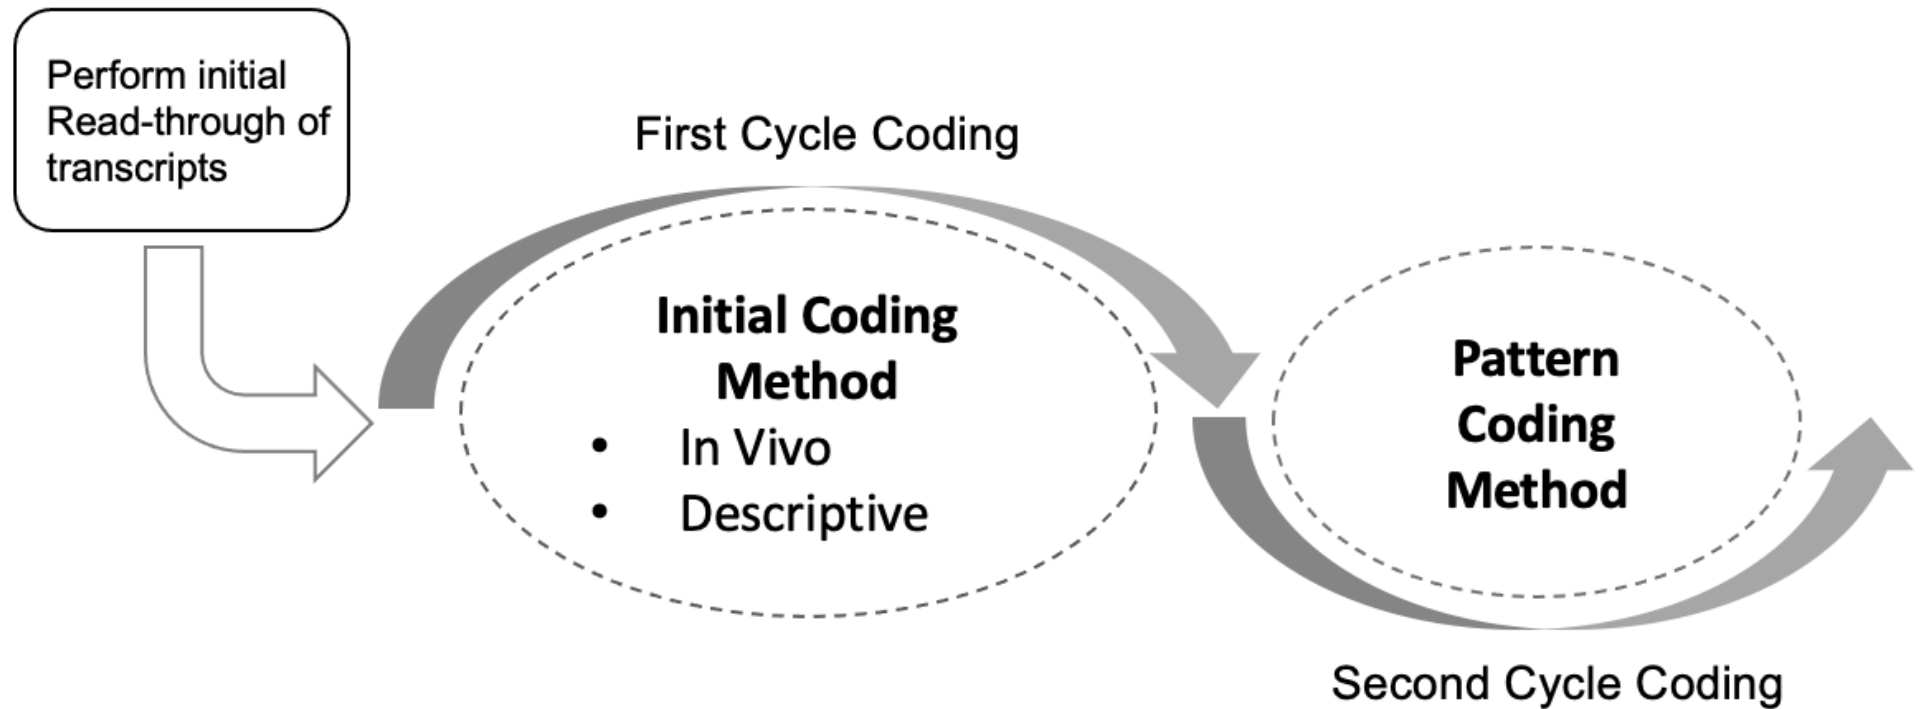 Perform initial
Read-through of
transcripts
First Cycle Coding
Initial Coding
Method
• In Vivo
• Descriptive
Pattern
Coding
Method
Second Cycle Coding